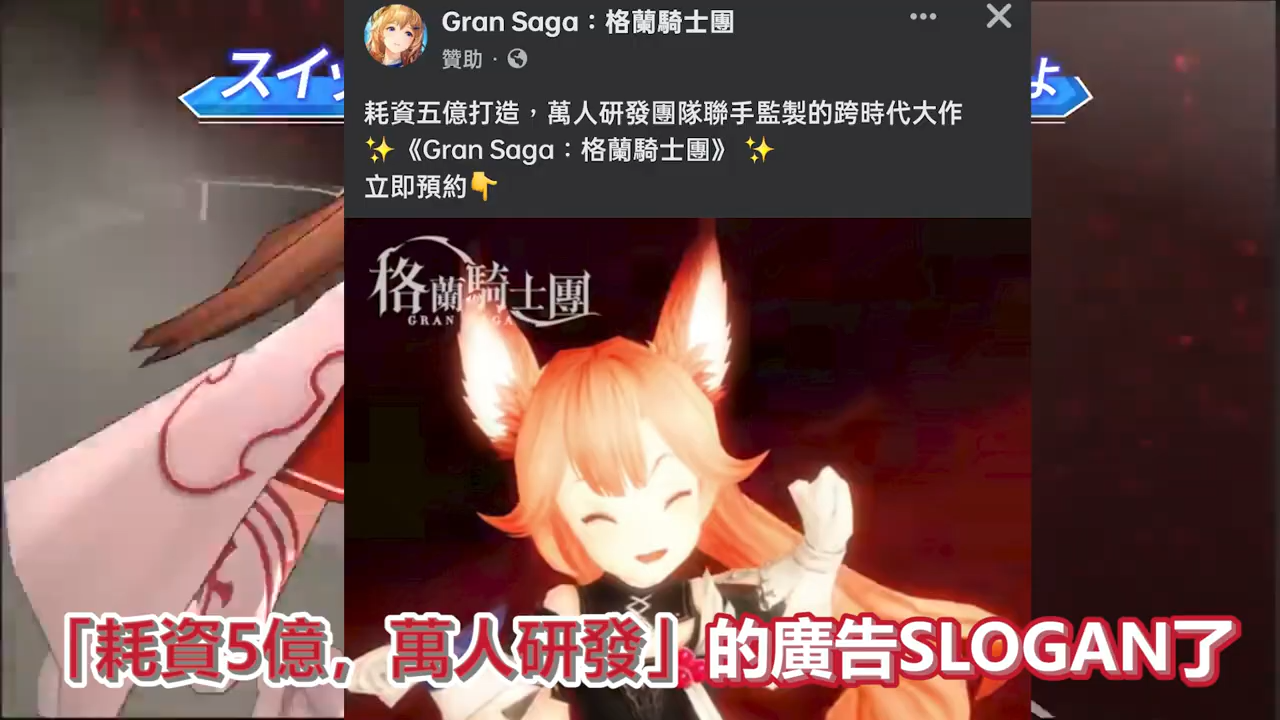 Gran Saga：格蘭騎士團
贊助 ·
スイッ
ょ
耗資五億打造，萬人研發團隊聯手監製的跨時代大作
✨《Gran Saga：格蘭騎士團》 ✨
立即預約👇
格蘭騎士團
GRAN SAGA
「耗資5億，萬人研發」的廣告SLOGAN了